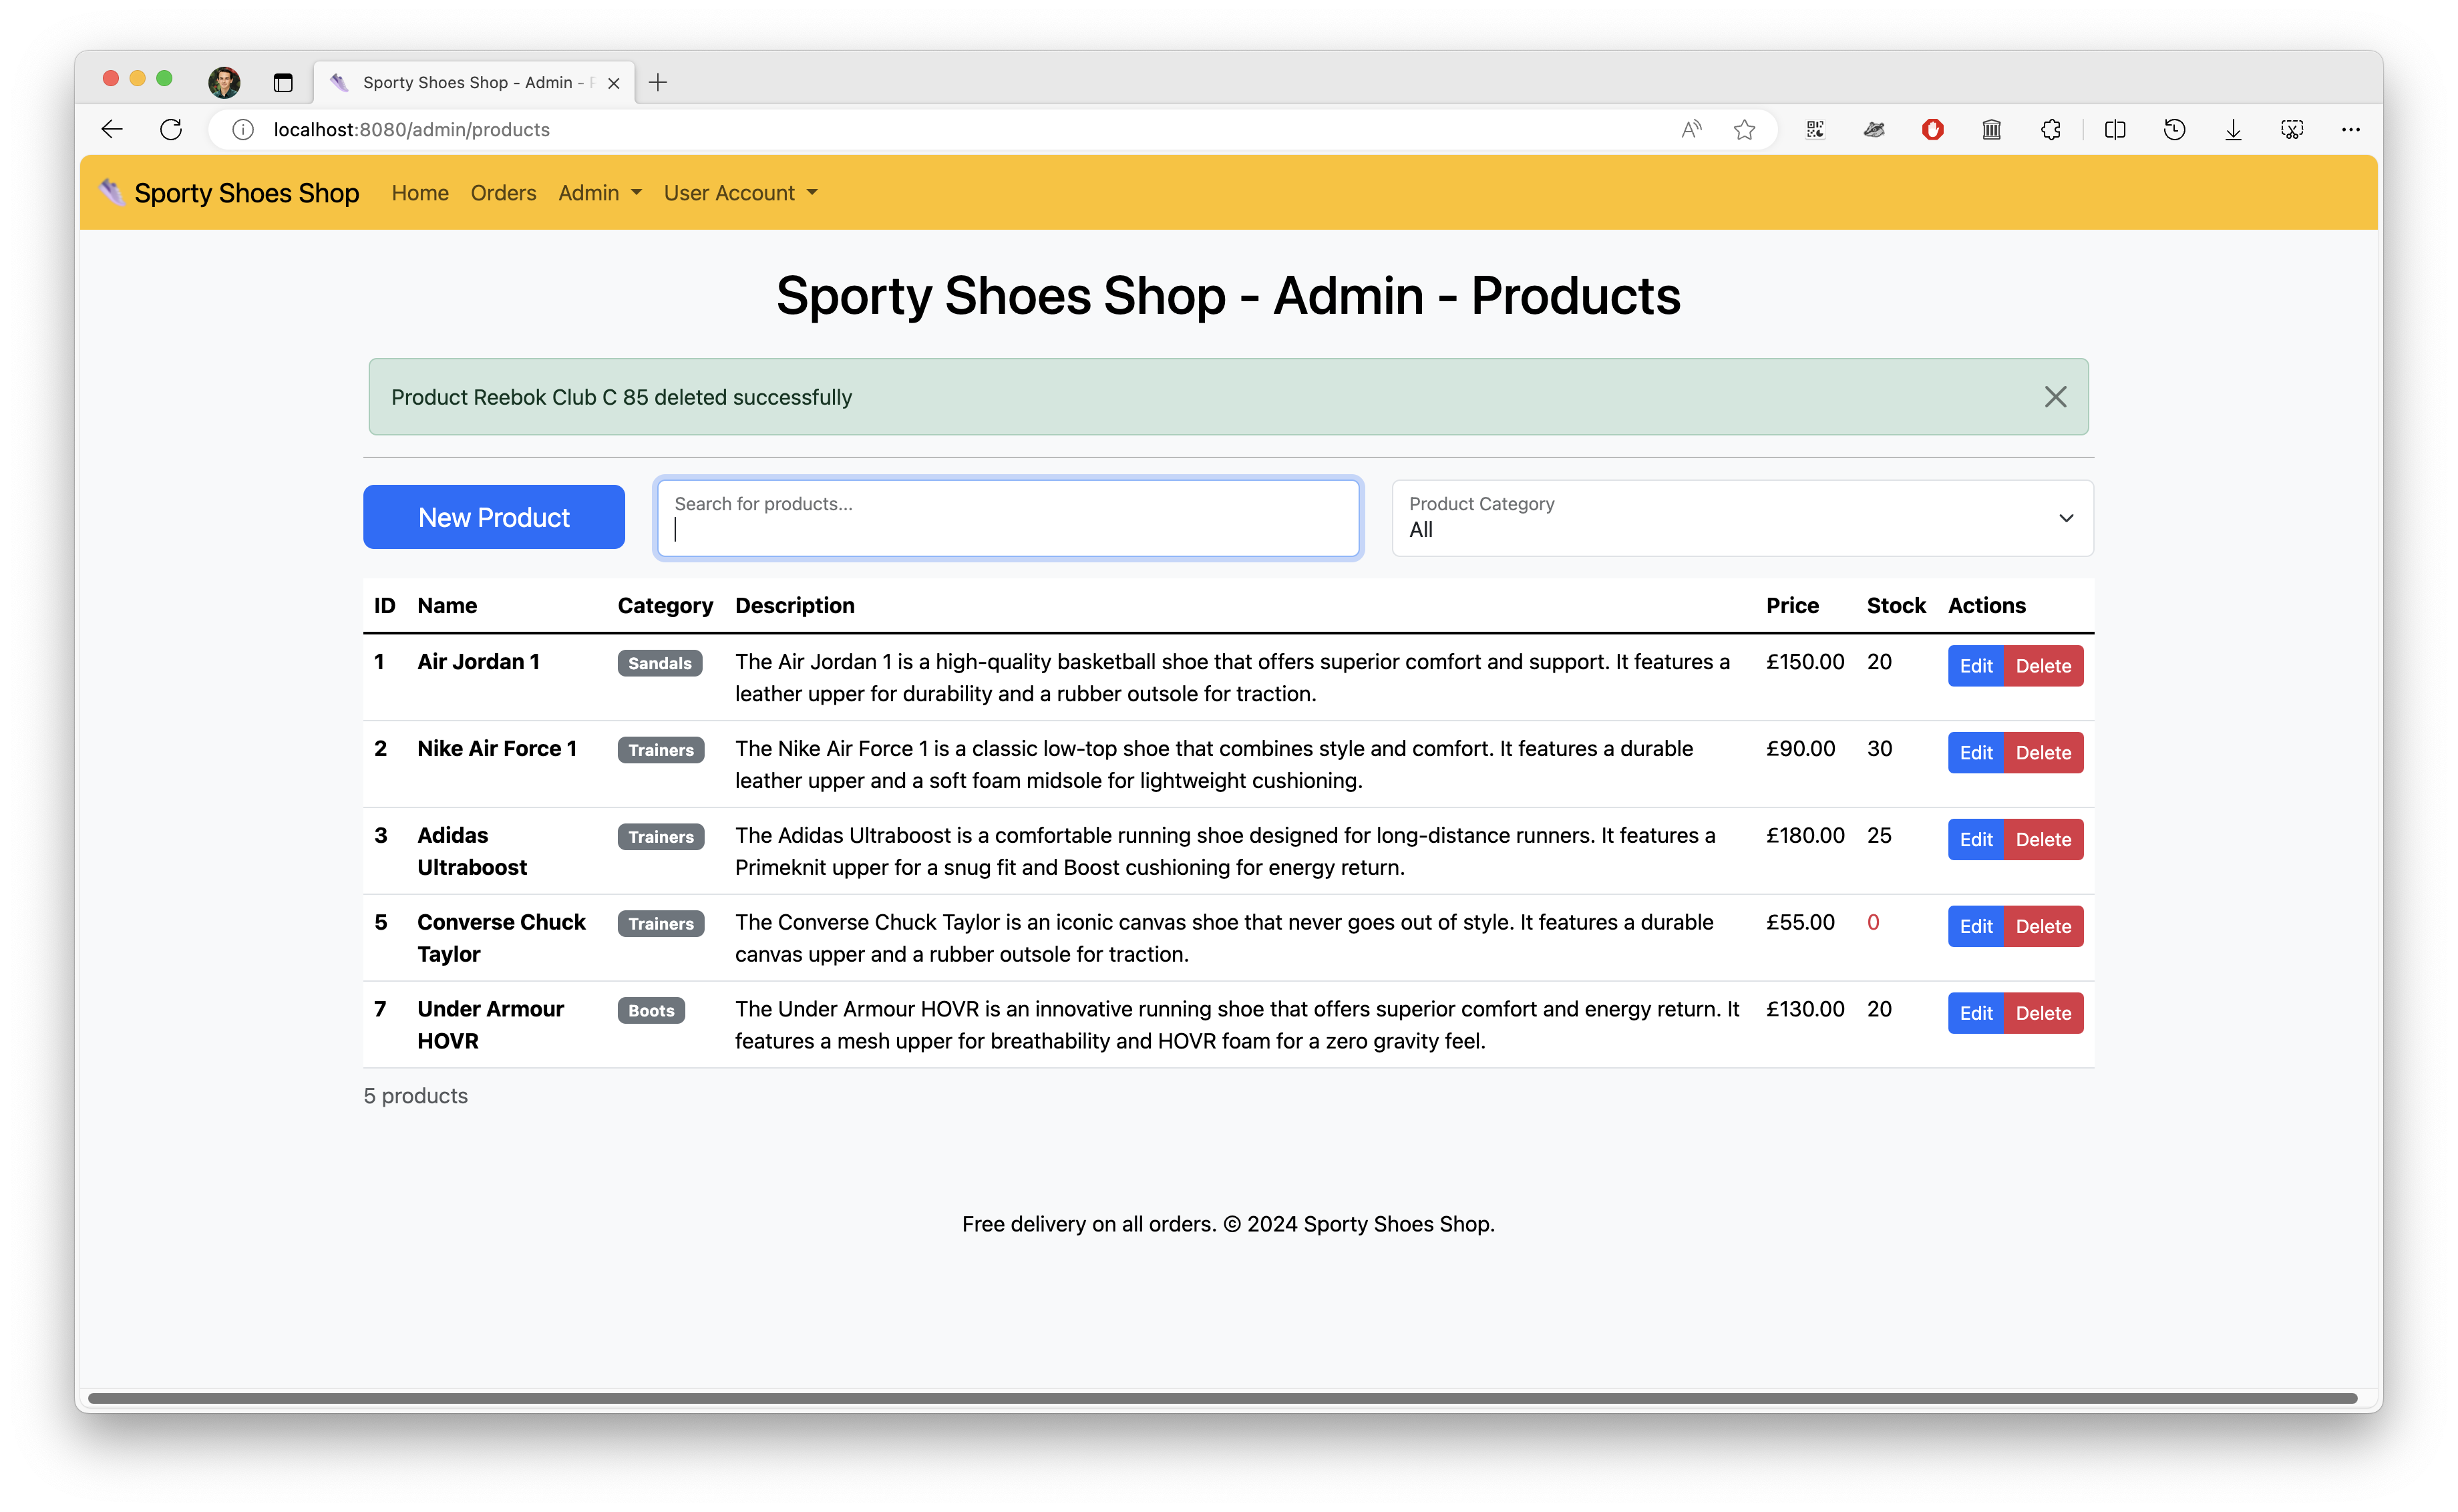 Sporty Shoes Shop - Admin -
localhost:8080/admin/products
Sporty Shoes Shop Home Orders Admin User Account
Sporty Shoes Shop - Admin - Products
Product Reebok Club C 85 deleted successfully
New Product
Search for products...
Product Category
All
ID Name Category Description Price Stock Actions
1 Air Jordan 1 Sandals The Air Jordan 1 is a high-quality basketball shoe that offers superior comfort and support. It features a £150.00 20 Edit Delete
leather upper for durability and a rubber outsole for traction.
2 Nike Air Force 1 Trainers The Nike Air Force 1 is a classic low-top shoe that combines style and comfort. It features a durable £90.00 30 Edit Delete
leather upper and a soft foam midsole for lightweight cushioning.
3 Adidas Trainers The Adidas Ultraboost is a comfortable running shoe designed for long-distance runners. It features a £180.00 25 Edit Delete
Ultraboost Primeknit upper for a snug fit and Boost cushioning for energy return.
5 Converse Chuck Trainers The Converse Chuck Taylor is an iconic canvas shoe that never goes out of style. It features a durable £55.00 0 Edit Delete
Taylor canvas upper and a rubber outsole for traction.
7 Under Armour Boots The Under Armour HOVR is an innovative running shoe that offers superior comfort and energy return. It £130.00 20 Edit Delete
HOVR features a mesh upper for breathability and HOVR foam for a zero gravity feel.
5 products
Free delivery on all orders. © 2024 Sporty Shoes Shop.